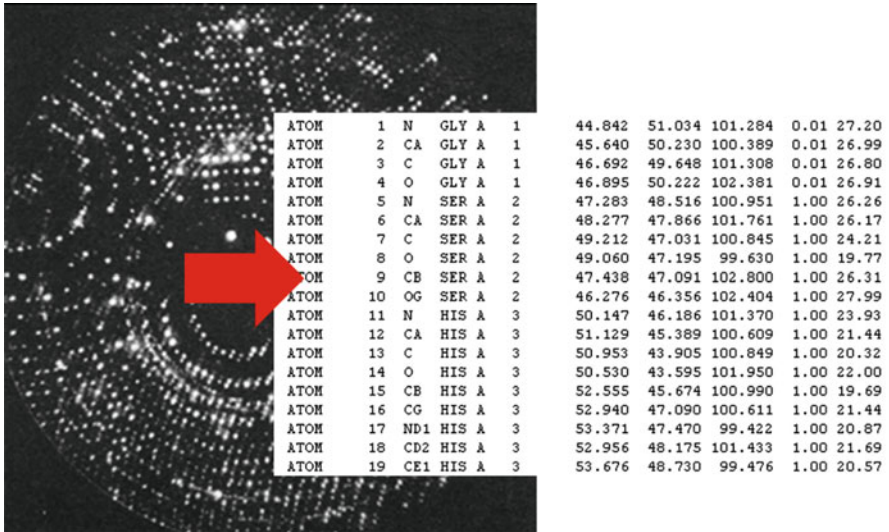 ATOM 1 N GLY A 1 44.842 51.034 101.284 0.01 27.20
ATOM 2 CA GLY A 1 45.640 50.230 100.389 0.01 26.99
ATOM 3 C GLY A 1 46.692 49.648 101.308 0.01 26.80
ATOM 4 O GLY A 1 46.895 50.222 102.381 0.01 26.91
ATOM 5 N SER A 2 47.283 48.516 100.951 1.00 26.26
ATOM 6 CA SER A 2 48.277 47.866 101.761 1.00 26.17
ATOM 7 C SER A 2 49.212 47.031 100.845 1.00 24.21
ATOM 8 O SER A 2 49.060 47.195 99.630 1.00 19.77
ATOM 9 CB SER A 2 47.438 47.091 102.800 1.00 26.31
ATOM 10 OG SER A 2 46.276 46.356 102.404 1.00 27.99
ATOM 11 N HIS A 3 50.147 46.186 101.370 1.00 23.93
ATOM 12 CA HIS A 3 51.129 45.389 100.609 1.00 21.44
ATOM 13 C HIS A 3 50.953 43.905 100.849 1.00 20.32
ATOM 14 O HIS A 3 50.530 43.595 101.950 1.00 22.00
ATOM 15 CB HIS A 3 52.555 45.674 100.990 1.00 19.69
ATOM 16 CG HIS A 3 52.940 47.090 100.611 1.00 21.44
ATOM 17 ND1 HIS A 3 53.371 47.470 99.422 1.00 20.87
ATOM 18 CD2 HIS A 3 52.956 48.175 101.433 1.00 21.69
ATOM 19 CE1 HIS A 3 53.676 48.730 99.476 1.00 20.57